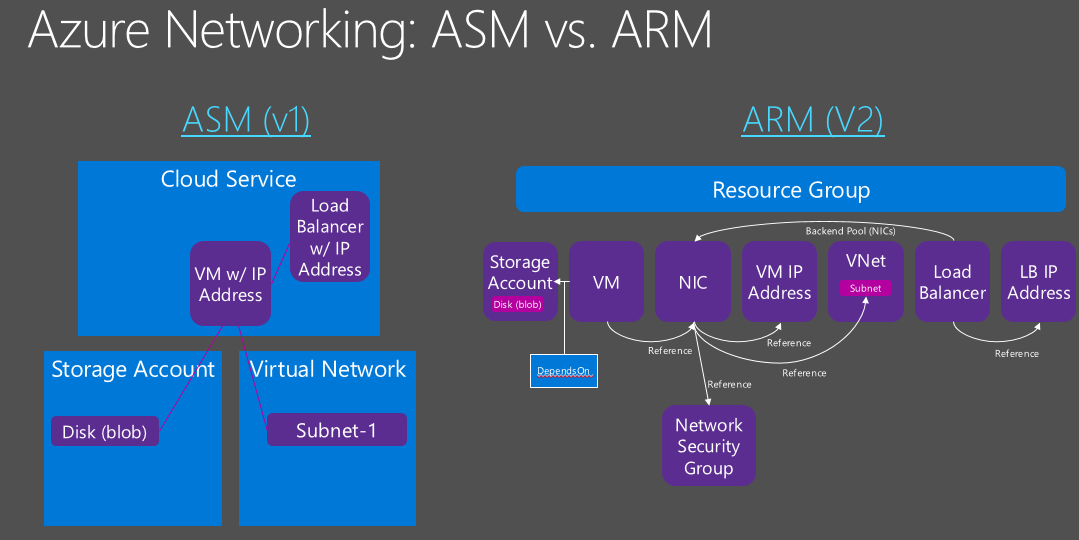 Azure Networking: ASM vs. ARM
ASM (v1)
Cloud Service
Load
Balancer
w/ IP
Address
VM w/ IP
Address
Storage Account
Disk (blob)
Virtual Network
Subnet-1
ARM (V2)
Resource Group
Backend Pool (NICs)
Storage
Account
Disk (blob)
VM
NIC
VM IP
Address
VNet
Subnet
Load
Balancer
LB IP
Address
Reference
Reference
Reference
Reference
Reference
DependsOn
Network
Security
Group